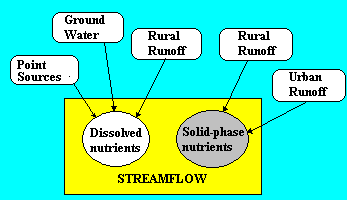 Ground
Water
Rural
Runoff
Rural
Runoff
Point
Sources
Urban
Runoff
Dissolved
nutrients
Solid-phase
nutrients
STREAMFLOW